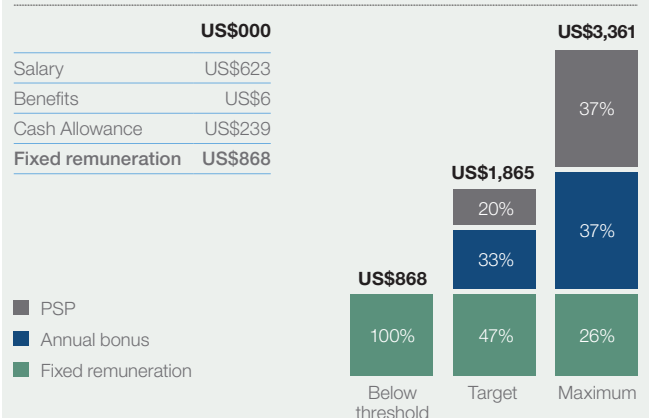 US$000
Salary US$623
Benefits US$6
Cash Allowance US$239
Fixed remuneration US$868
PSP
Annual bonus
Fixed remuneration
US$868
100%
Below
threshold
US$1,865
20%
33%
47%
Target
US$3,361
37%
37%
26%
Maximum